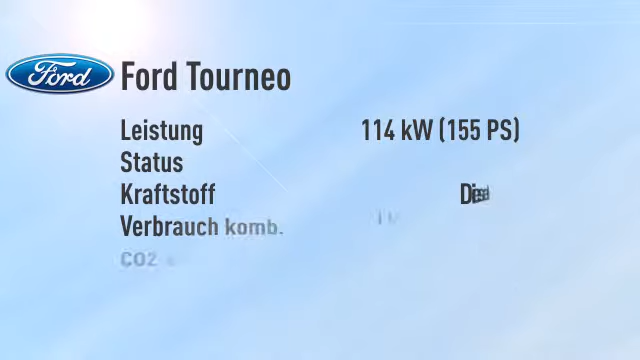 Ford Ford Tourneo
Leistung 114 kW (155 PS)
Status
Kraftstoff
Verbrauch komb.
CO2